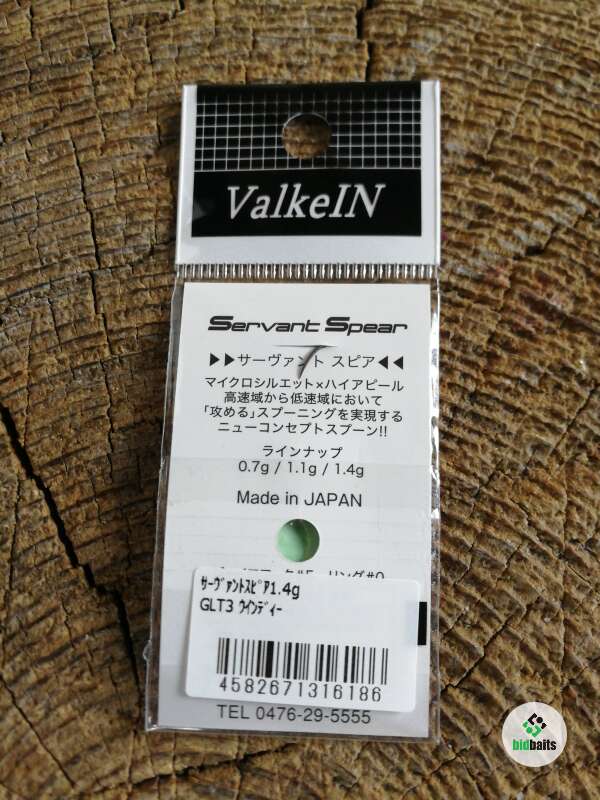 ValkeIN
Servant Spear
▶▶サーヴァント スピア◀◀
マイクロシルエット×ハイアピール
高速域から低速域において
「攻める」スプーニングを実現する
ニューコンセプトスプーン!!
ラインナップ
0.7g / 1.1g / 1.4g
Made in JAPAN
ｻｰｳﾞｧﾝﾄｽﾋﾟｱ1.4g
GLT3 ｳｲﾝﾃﾞｨｰ
4582671316186
TEL 0476-29-5555
bidbaits